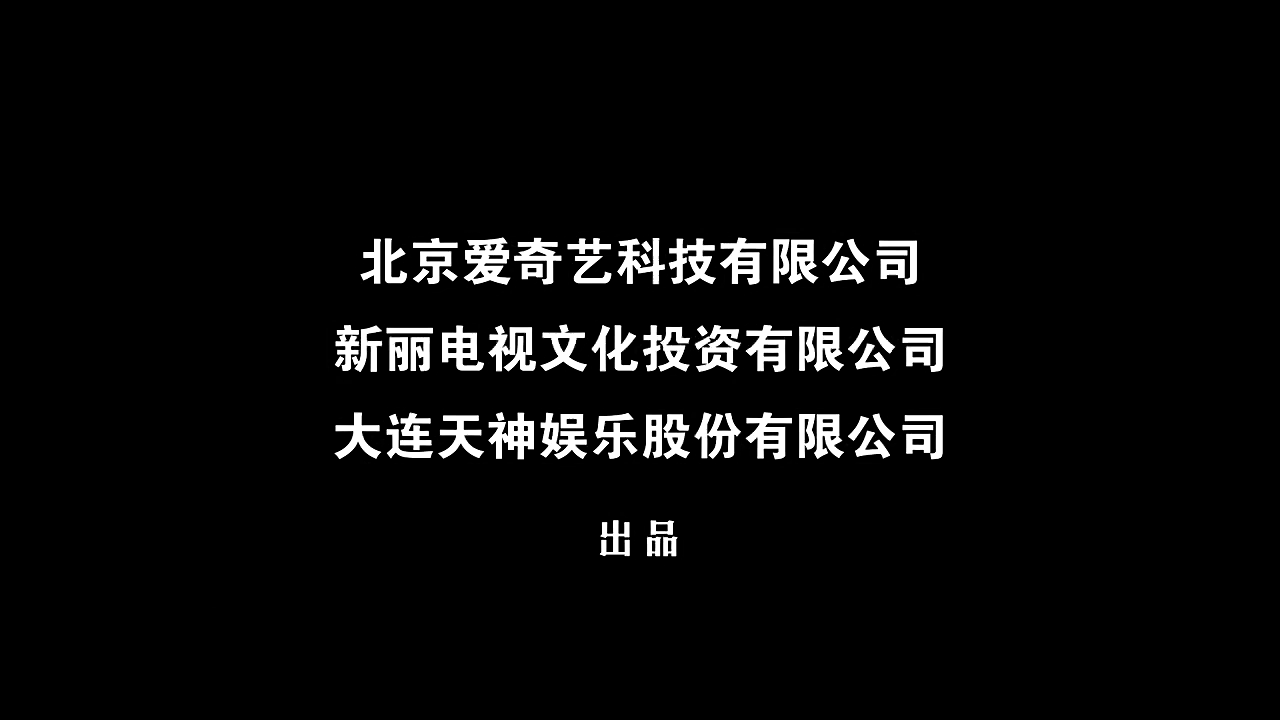 北京爱奇艺科技有限公司
新丽电视文化投资有限公司
大连天神娱乐股份有限公司
出品